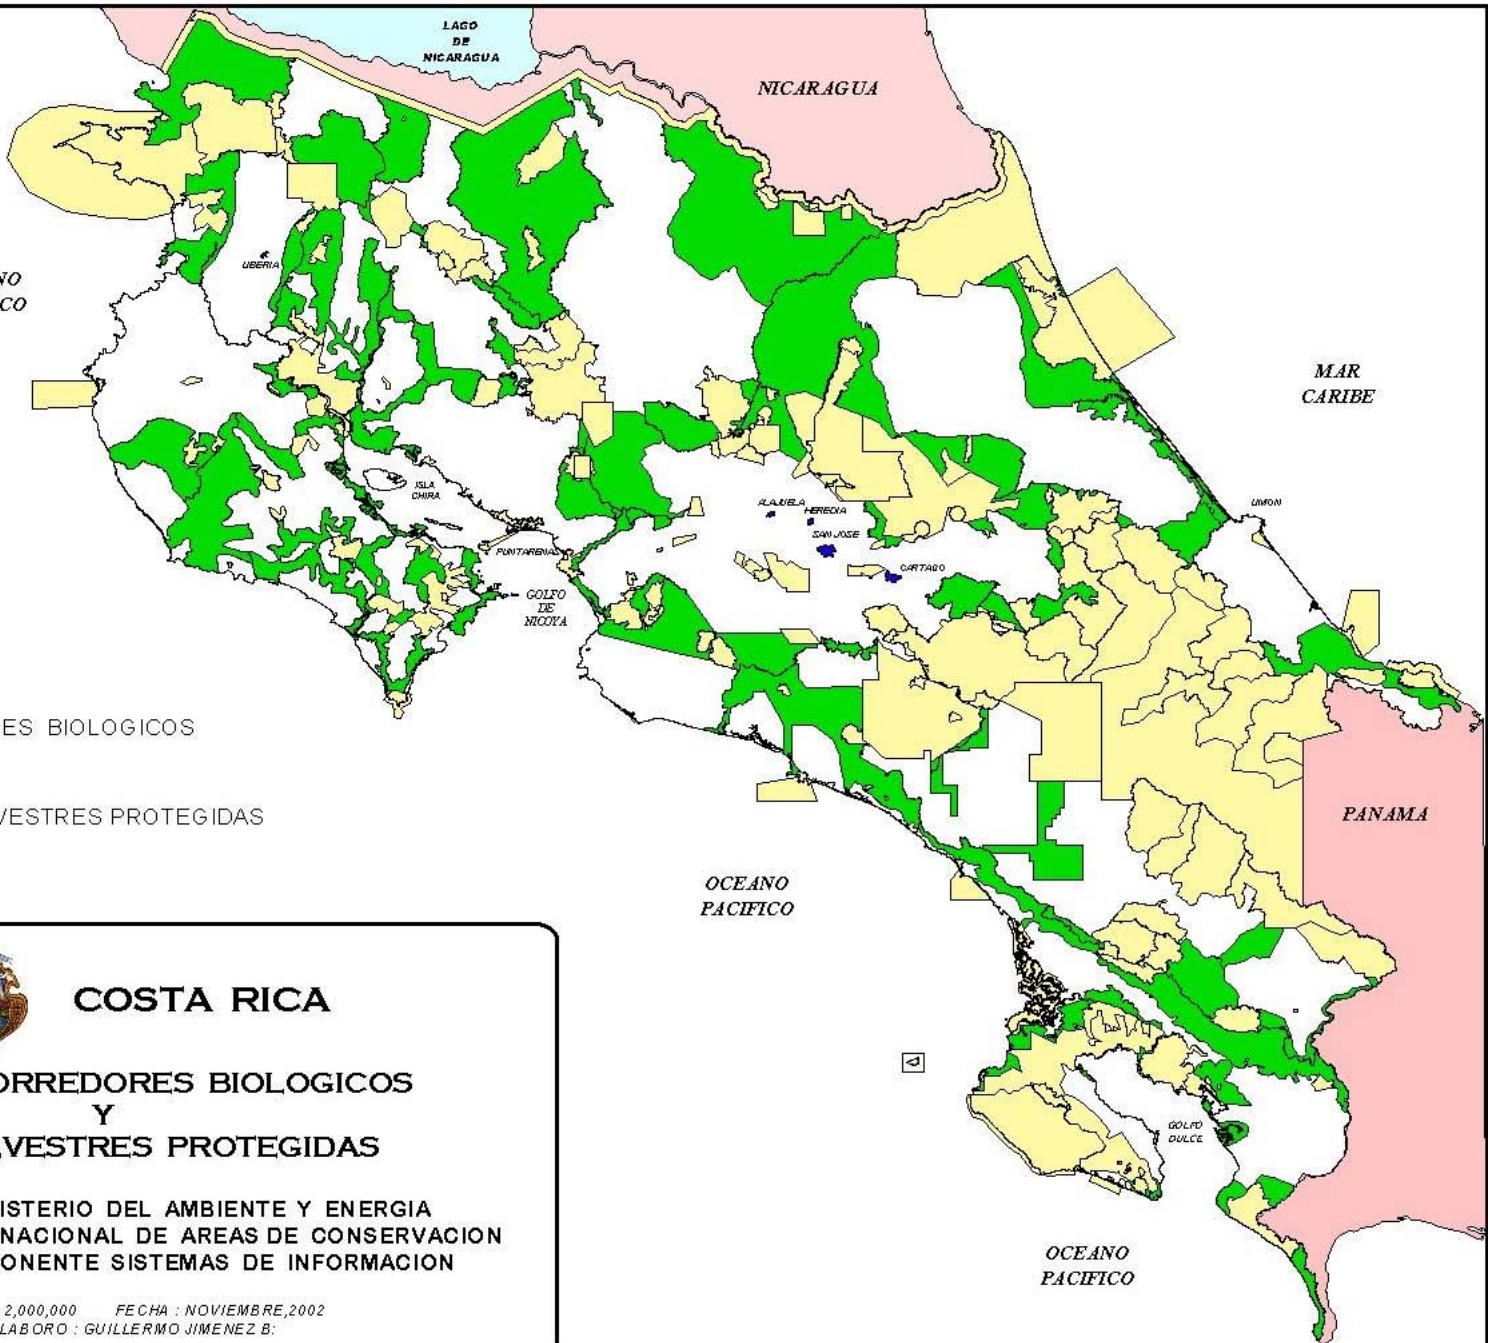 LAGO
DE
NICARAGUA
NICARAGUA
NO
CO
LIBERIA
MAR
CARIBE
ISLA
CHIRA
ALAJUELA
HEREDIA
LIMON
SAN JOSE
PUNTARENAS
CARTAGO
GOLFO
DE
NICOYA
ES BIOLOGICOS
VESTRES PROTEGIDAS
PANAMA
OCEANO
PACIFICO
COSTA RICA
ORREDORES BIOLOGICOS
Y
LVESTRES PROTEGIDAS
GOLFO
DULCE
ISTERIO DEL AMBIENTE Y ENERGIA
NACIONAL DE AREAS DE CONSERVACION
ONENTE SISTEMAS DE INFORMACION
OCEANO
PACIFICO
2,000,000 FECHA : NOVIEMBRE,2002
LABORO : GUILLERMO JIMENEZ B: